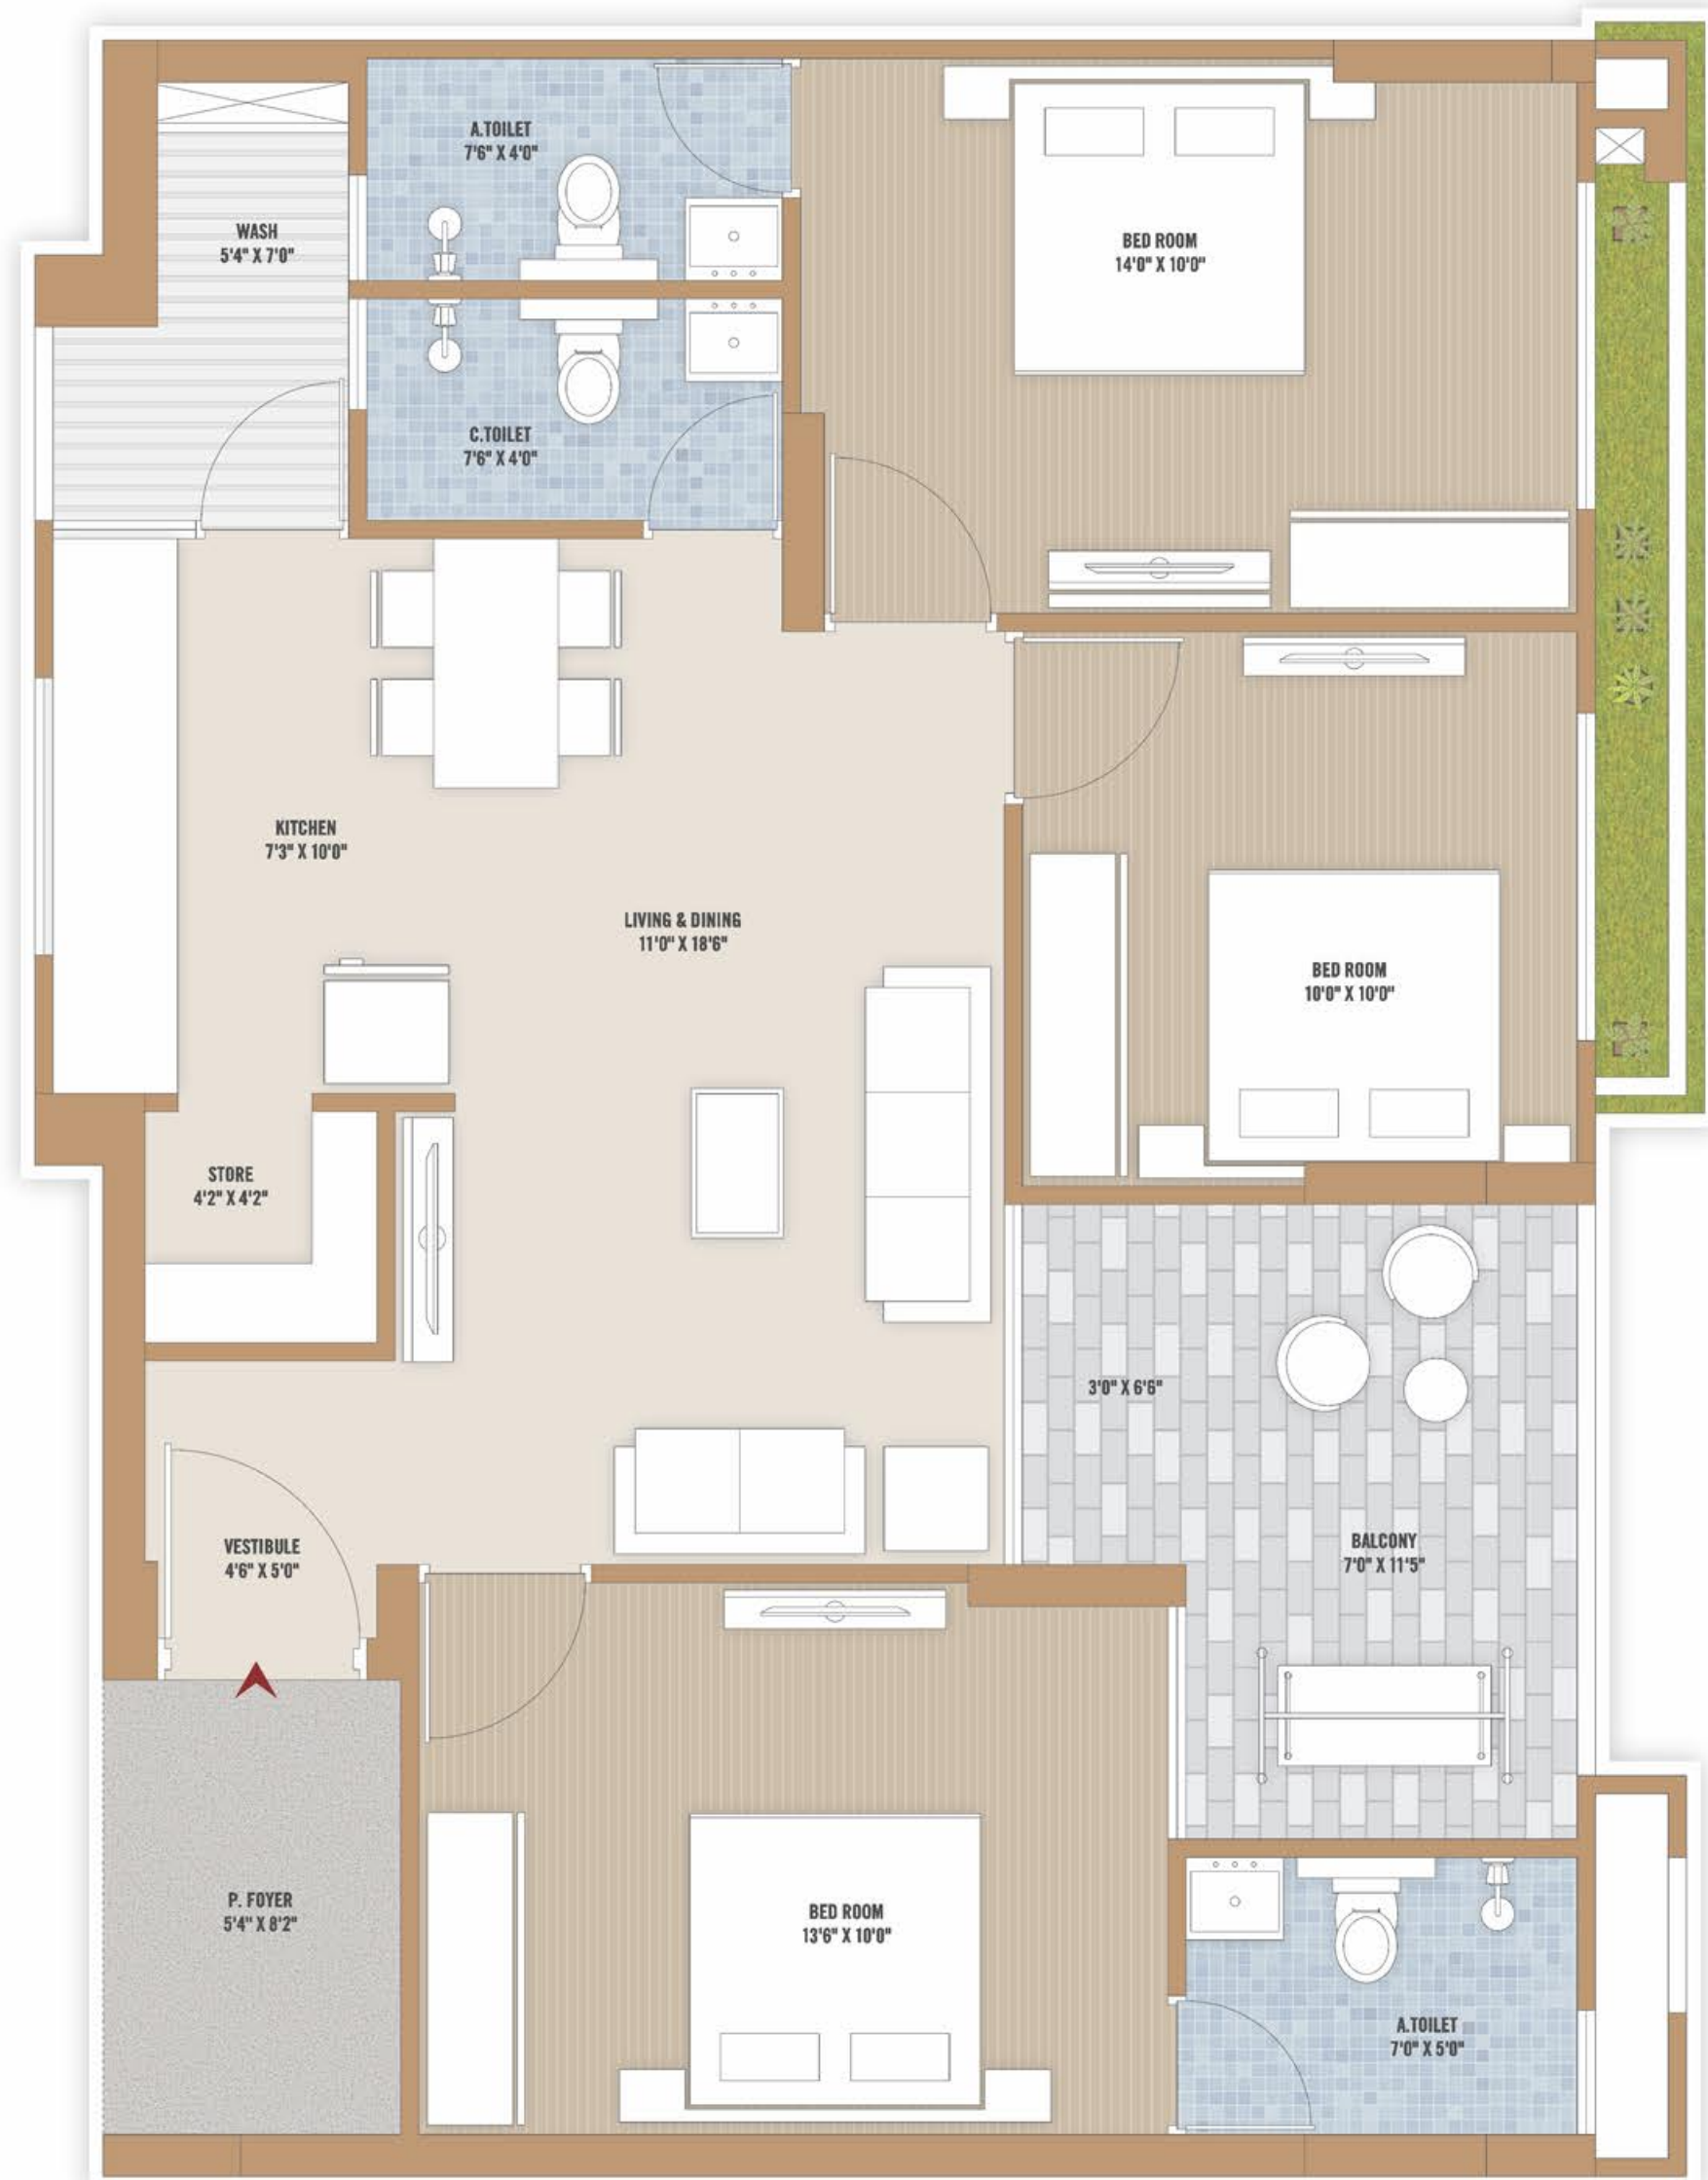 A.TOILET
7'6" X 4'0"
WASH
5'4" X 7'0"
BED ROOM
14'0" X 10'0"
C.TOILET
7'6" X 4'0"
KITCHEN
7'3" X 10'0"
LIVING & DINING
11'0" X 18'6"
BED ROOM
10'0" X 10'0"
STORE
4'2" X 4'2"
3'0" X 6'6"
VESTIBULE
4'6" X 5'0"
BALCONY
7'0" X 11'5"
P. FOYER
5'4" X 8'2"
BED ROOM
13'6" X 10'0"
A.TOILET
7'0" X 5'0"